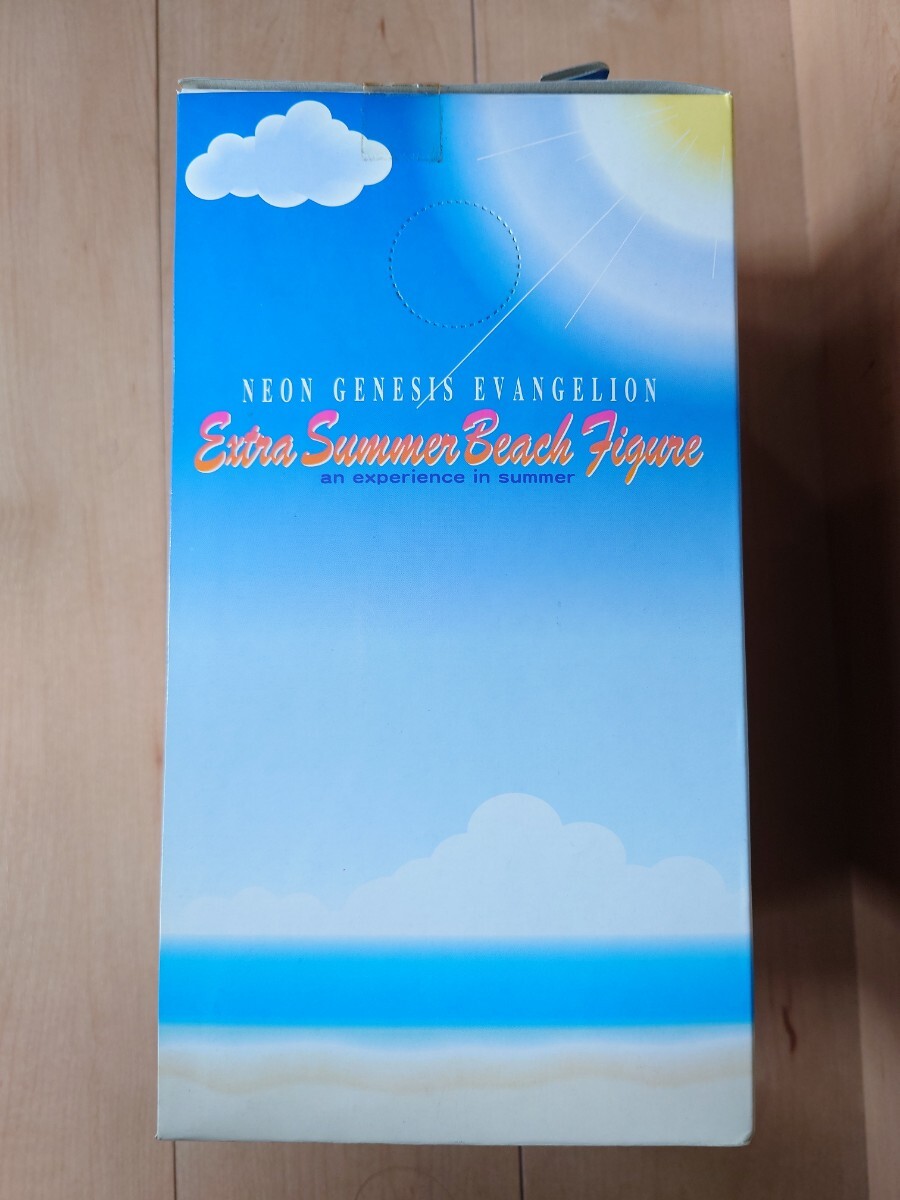 NEON GENESIS EVANGELION
Extra Summer Beach Figure
an experience in summer